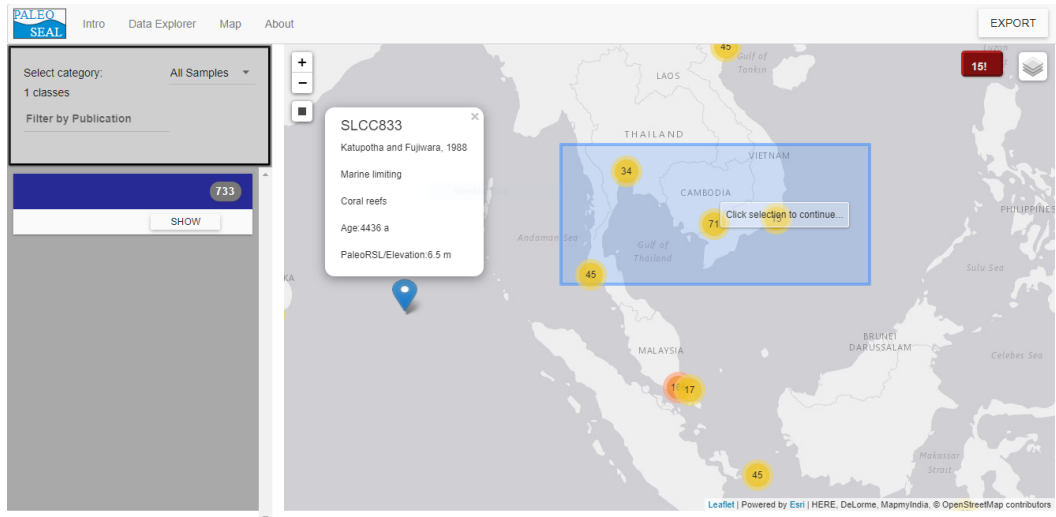 PALEO
SEAL
Intro
Data Explorer
Map
About
EXPORT
Select category:
All Samples
1 classes
Filter by Publication
733
SHOW
+
−
SLCC833
×
Katupotha and Fujiwara, 1988
Marine limiting
Coral reefs
Age:4436 a
PaleoRSL/Elevation:6.5 m
45
Gulf of
Tonkin
15!
LAOS
THAILAND
VIETNAM
34
CAMBODIA
Click selection to continue...
71
PHILIPPINES
Andaman Sea
Gulf of
Thailand
45
KA
Sulu Sea
BRUNEI
DARUSSALAM
MALAYSIA
Celebes Sea
17
Makassar
Strait
45
Leaflet | Powered by Esri | HERE, DeLorme, MapmyIndia, © OpenStreetMap contributors